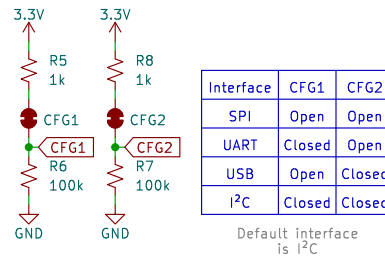 3.3V 3.3V
R5 R8
1k 1k
CFG1 CFG2
CFG1 CFG2
R6 R7
100k 100k
GND GND
Interface CFG1 CFG2
SPI Open Open
UART Closed Open
USB Open Closed
I²C Closed Closed
Default interface
is I²C